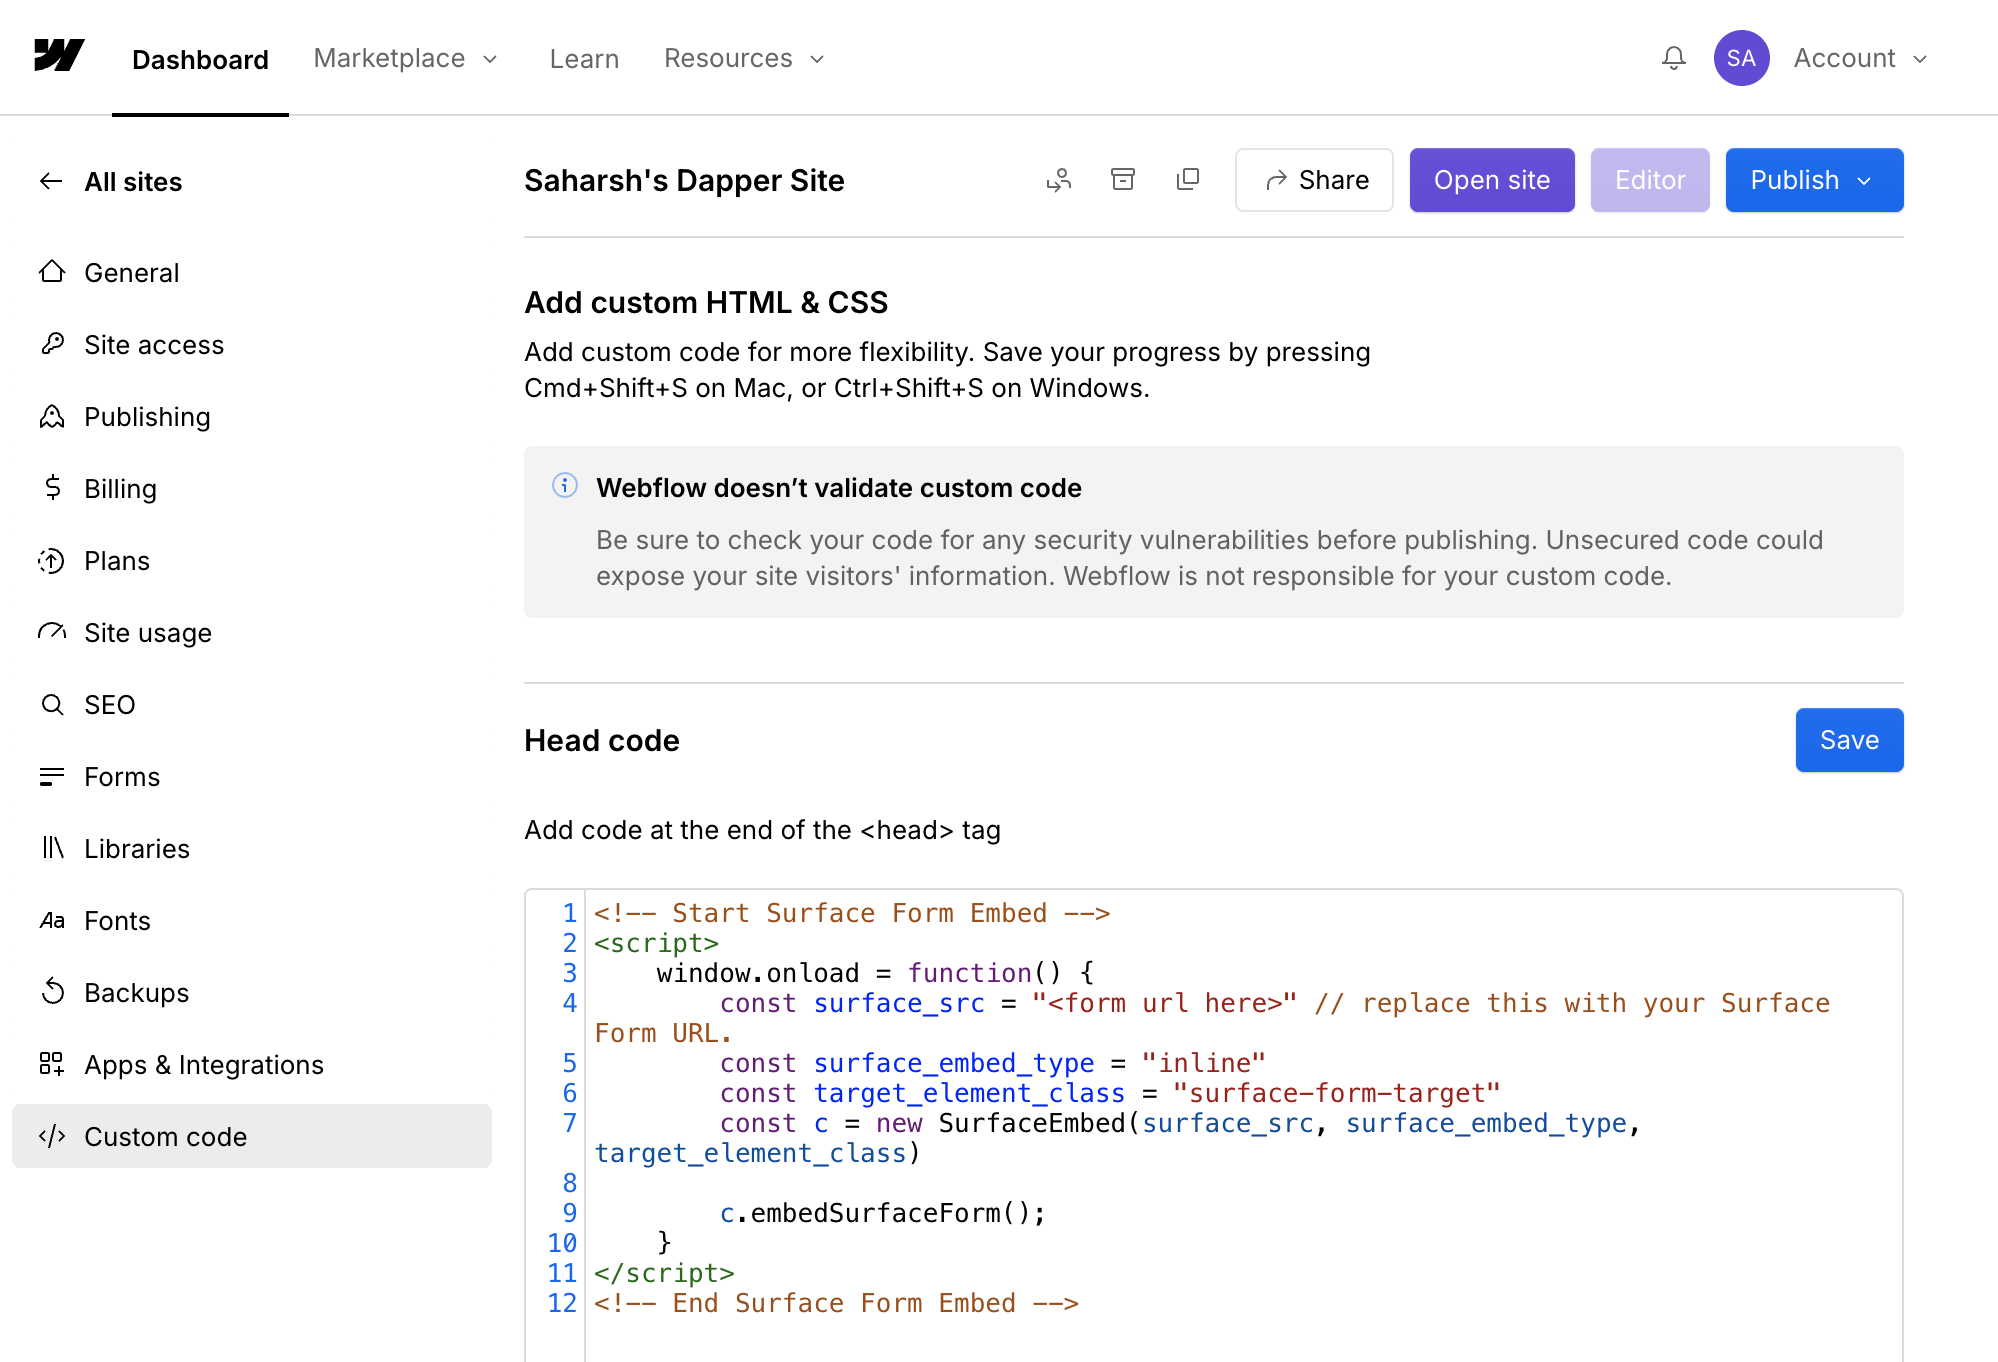 Dashboard
Marketplace
Learn
Resources
SA
Account
All sites
General
Site access
Publishing
Billing
Plans
Site usage
SEO
Forms
Libraries
Aa Fonts
Backups
Apps & Integrations
</> Custom code
Saharsh's Dapper Site
Share
Open site
Editor
Publish
Add custom HTML & CSS
Add custom code for more flexibility. Save your progress by pressing
Cmd+Shift+S on Mac, or Ctrl+Shift+S on Windows.
Webflow doesn’t validate custom code
Be sure to check your code for any security vulnerabilities before publishing. Unsecured code could
expose your site visitors' information. Webflow is not responsible for your custom code.
Head code
Save
Add code at the end of the <head> tag
1 <!-- Start Surface Form Embed -->
2 <script>
3     window.onload = function() {
4         const surface_src = "<form url here>" // replace this with your Surface
Form URL.
5         const surface_embed_type = "inline"
6         const target_element_class = "surface-form-target"
7         const c = new SurfaceEmbed(surface_src, surface_embed_type,
target_element_class)
8
9         c.embedSurfaceForm();
10     }
11 </script>
12 <!-- End Surface Form Embed -->